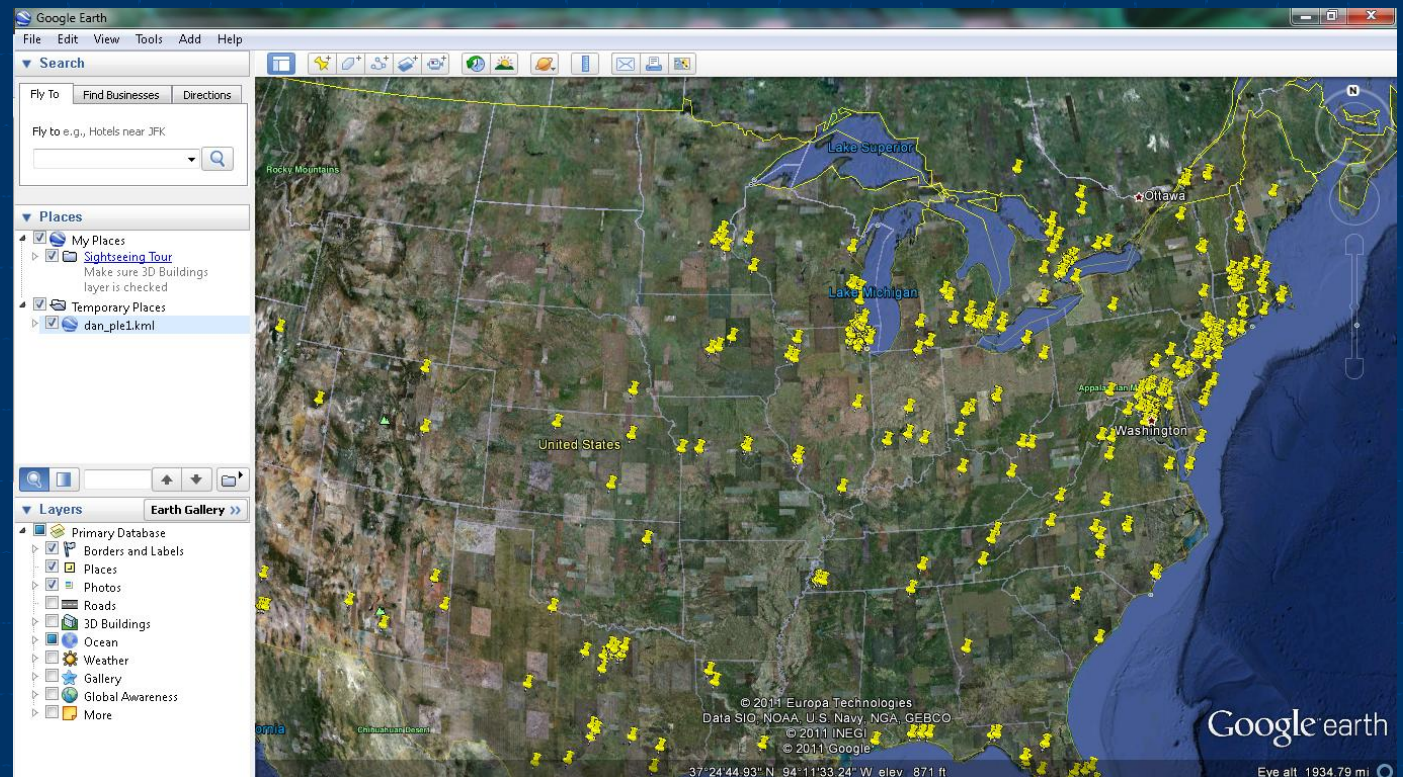 Google Earth
File Edit View Tools Add Help
Search
Fly To Find Businesses Directions
Fly to e.g., Hotels near JFK
Places
My Places
Sightseeing Tour
Make sure 3D Buildings
layer is checked
Temporary Places
dan_ple1.kml
Layers Earth Gallery >>
Primary Database
Borders and Labels
Places
Photos
Roads
3D Buildings
Ocean
Weather
Gallery
Global Awareness
More
N
Lake Superior
Rocky Mountains
Ottawa
Lake Michigan
United States
Washington
Chihuahuan Desert
© 2011 Europa Technologies
Data SIO, NOAA, U.S. Navy, NGA, GEBCO
© 2011 INEGI
© 2011 Google
Google earth
37°24'44.93" N 94°11'33.24" W elev 871 ft
Eye alt 1934.79 mi